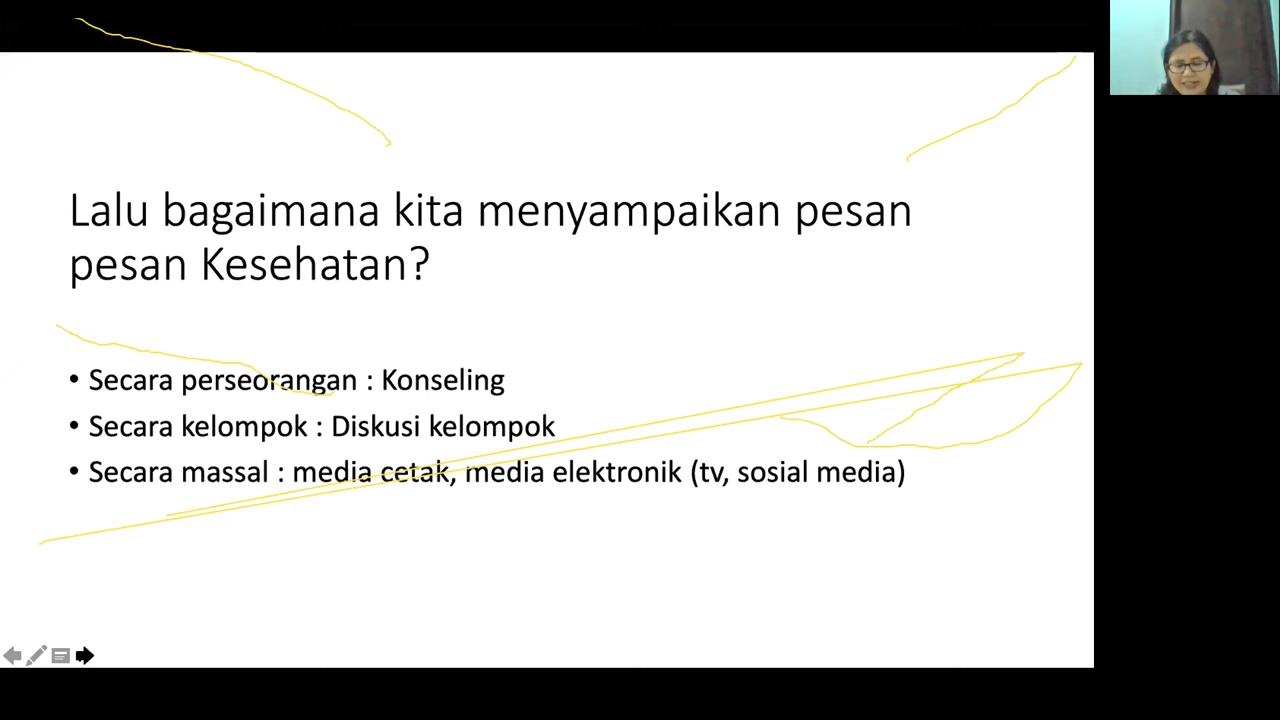 Lalu bagaimana kita menyampaikan pesan
pesan Kesehatan?
• Secara perseorangan : Konseling
• Secara kelompok : Diskusi kelompok
• Secara massal : media cetak, media elektronik (tv, sosial media)